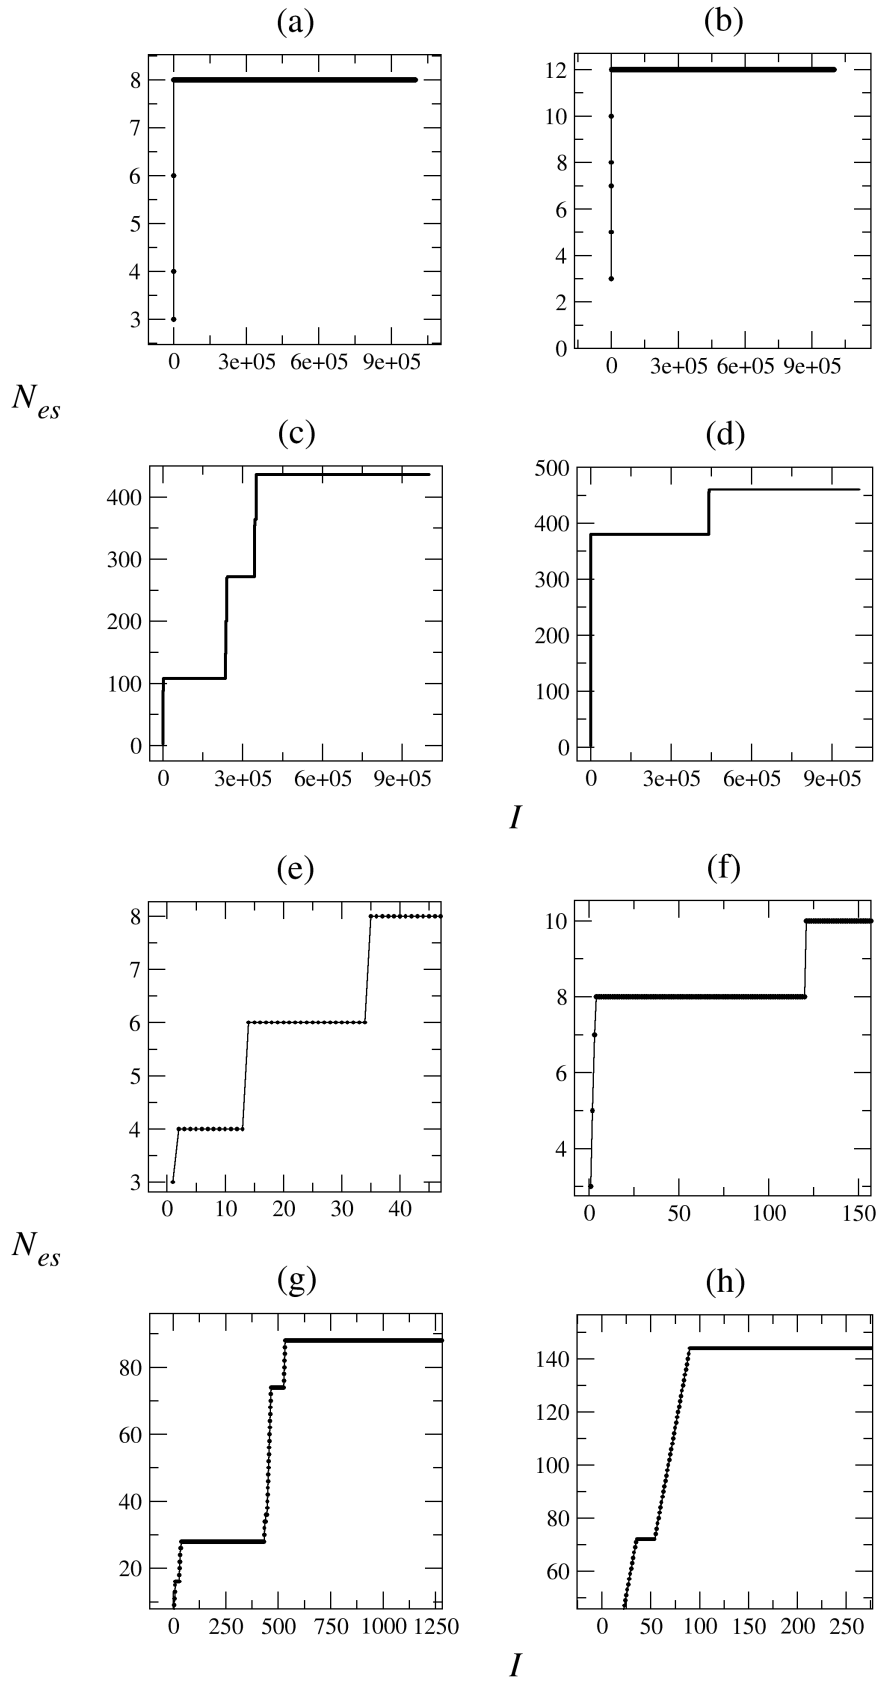 (a) (b)
8 7 6 5 4 3
0 3e+05 6e+05 9e+05
12 10 8 6 4 2 0
0 3e+05 6e+05 9e+05
N_es
(c) (d)
400 300 200 100 0
0 3e+05 6e+05 9e+05
500 400 300 200 100 0
0 3e+05 6e+05 9e+05
I
(e) (f)
8 7 6 5 4 3
0 10 20 30 40
10 8 6 4
0 50 100 150
N_es
(g) (h)
80 60 40 20
0 250 500 750 1000 1250
140 120 100 80 60
0 50 100 150 200 250
I